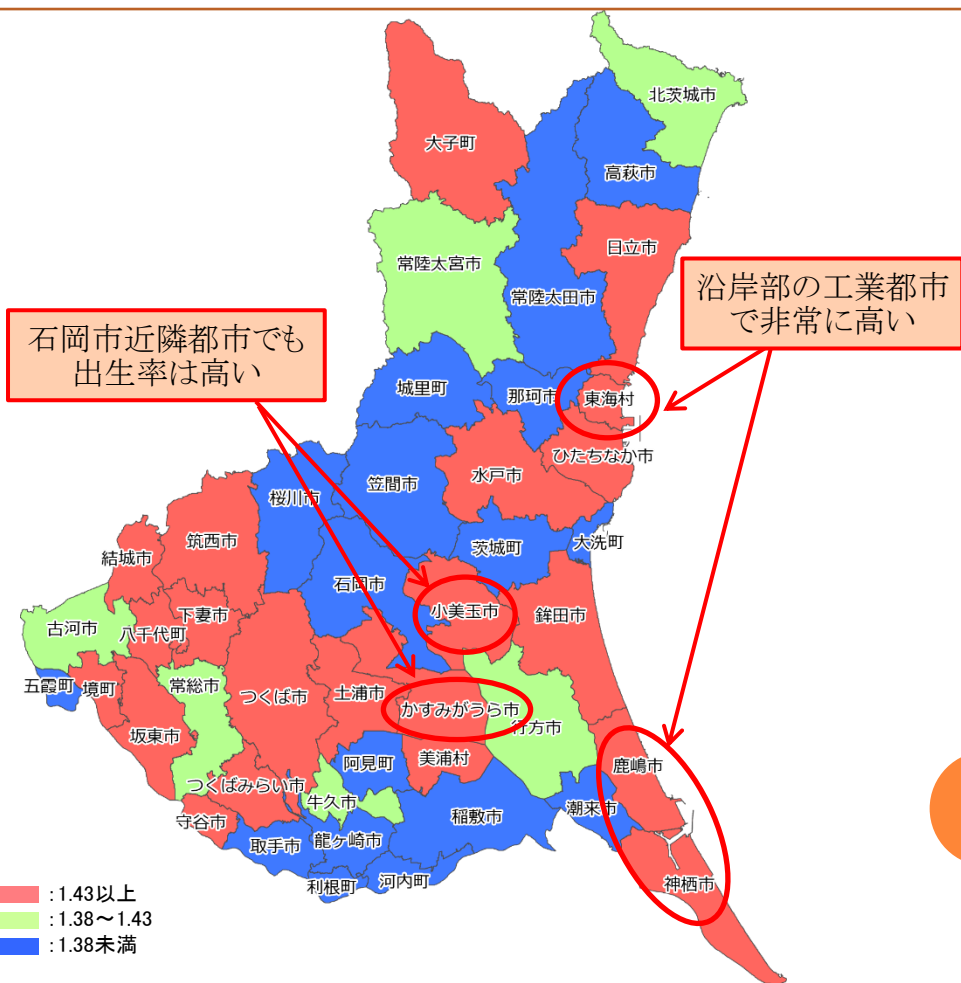 北茨城市
大子町
高萩市
日立市
常陸太宮市
常陸太田市
沿岸部の工業都市
で非常に高い
石岡市近隣都市でも
出生率は高い
城里町
那珂市
東海村
ひたちなか市
水戸市
笠間市
桜川市
筑西市
結城市
茨城町
大洗町
石岡市
小美玉市
鉾田市
下妻市
八千代町
古河市
五霞町
境町
常総市
つくば市
土浦市
かすみがうら市
行方市
坂東市
美浦村
阿見町
鹿嶋市
つくばみらい市
牛久市
稲敷市
潮来市
守谷市
取手市
龍ヶ崎市
利根町
河内町
神栖市
:1.43以上
:1.38～1.43
:1.38未満